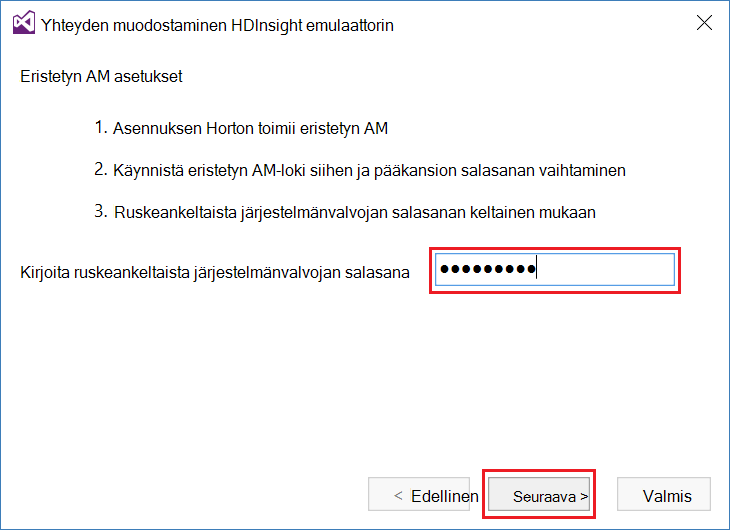 Yhteyden muodostaminen HDInsight emulaattorin
Eristetyn AM asetukset
1. Asennuksen Horton toimii eristetyn AM
2. Käynnistä eristetyn AM-loki siihen ja pääkansion salasanan vaihtaminen
3. Ruskeankeltaista järjestelmänvalvojan salasanan keltainen mukaan
Kirjoita ruskeankeltaista järjestelmänvalvojan salasana ●●●●●●●●●
< Edellinen Seuraava > Valmis